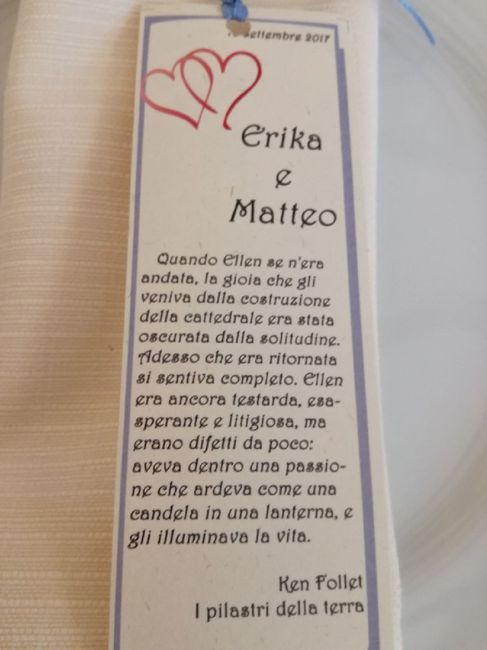 Settembre 2017
Erika
e
Matteo
Quando Ellen se n'era
andata, la gioia che gli
veniva dalla costruzione
della cattedrale era stata
oscurata dalla solitudine.
Adesso che era ritornata
si sentiva completo. Ellen
era ancora testarda, esa-
sperante e litigiosa, ma
erano difetti da poco:
aveva dentro una passio-
ne che ardeva come una
candela in una lanterna, e
gli illuminava la vita.
Ken Follet
I pilastri della terra